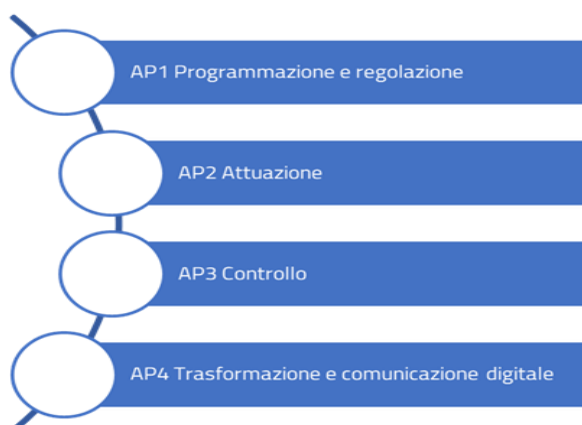 AP1 Programmazione e regolazione
AP2 Attuazione
AP3 Controllo
AP4 Trasformazione e comunicazione digitale